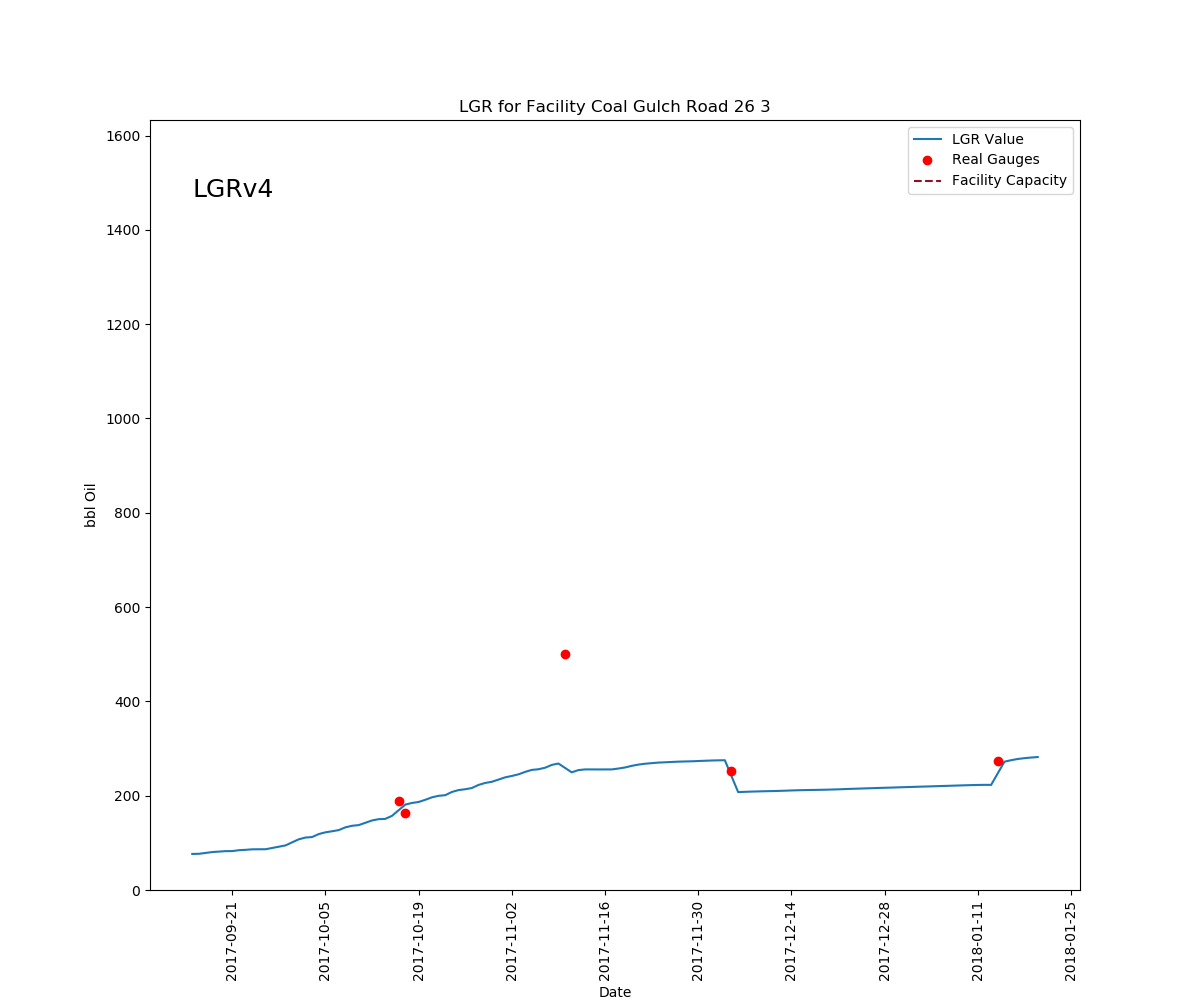 LGR for Facility Coal Gulch Road 26 3
LGRv4
LGR Value
Real Gauges
Facility Capacity
bbl Oil
1600
1400
1200
1000
800
600
400
200
0
2017-09-21
2017-10-05
2017-10-19
2017-11-02
2017-11-16
2017-11-30
2017-12-14
2017-12-28
2018-01-11
2018-01-25
Date